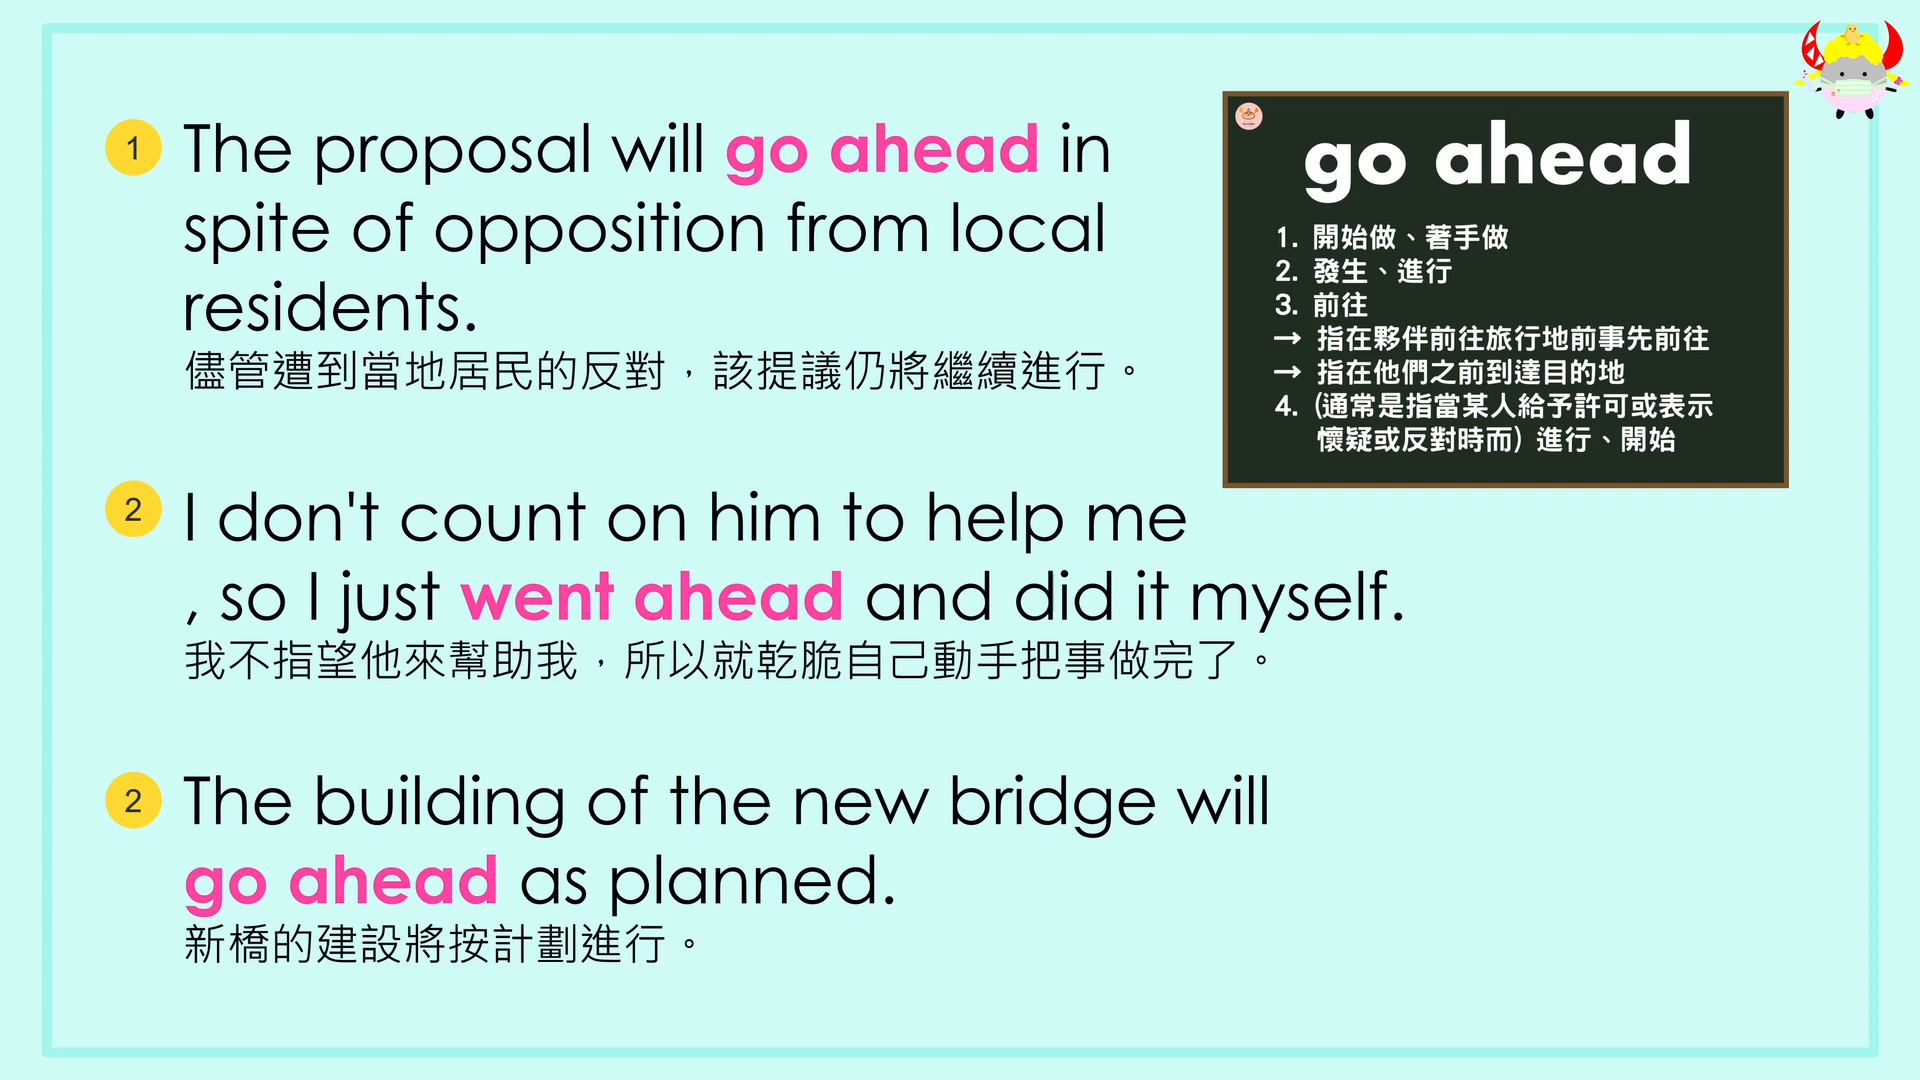 1 The proposal will go ahead in
spite of opposition from local
residents.
儘管遭到當地居民的反對，該提議仍將繼續進行。
2 I don't count on him to help me
, so I just went ahead and did it myself.
我不指望他來幫助我，所以就乾脆自己動手把事做完了。
2 The building of the new bridge will
go ahead as planned.
新橋的建設將按計劃進行。
go ahead
1. 開始做、著手做
2. 發生、進行
3. 前往
→ 指在夥伴前往旅行地前事先前往
→ 指在他們之前到達目的地
4. (通常是指當某人給予許可或表示
懷疑或反對時而) 進行、開始